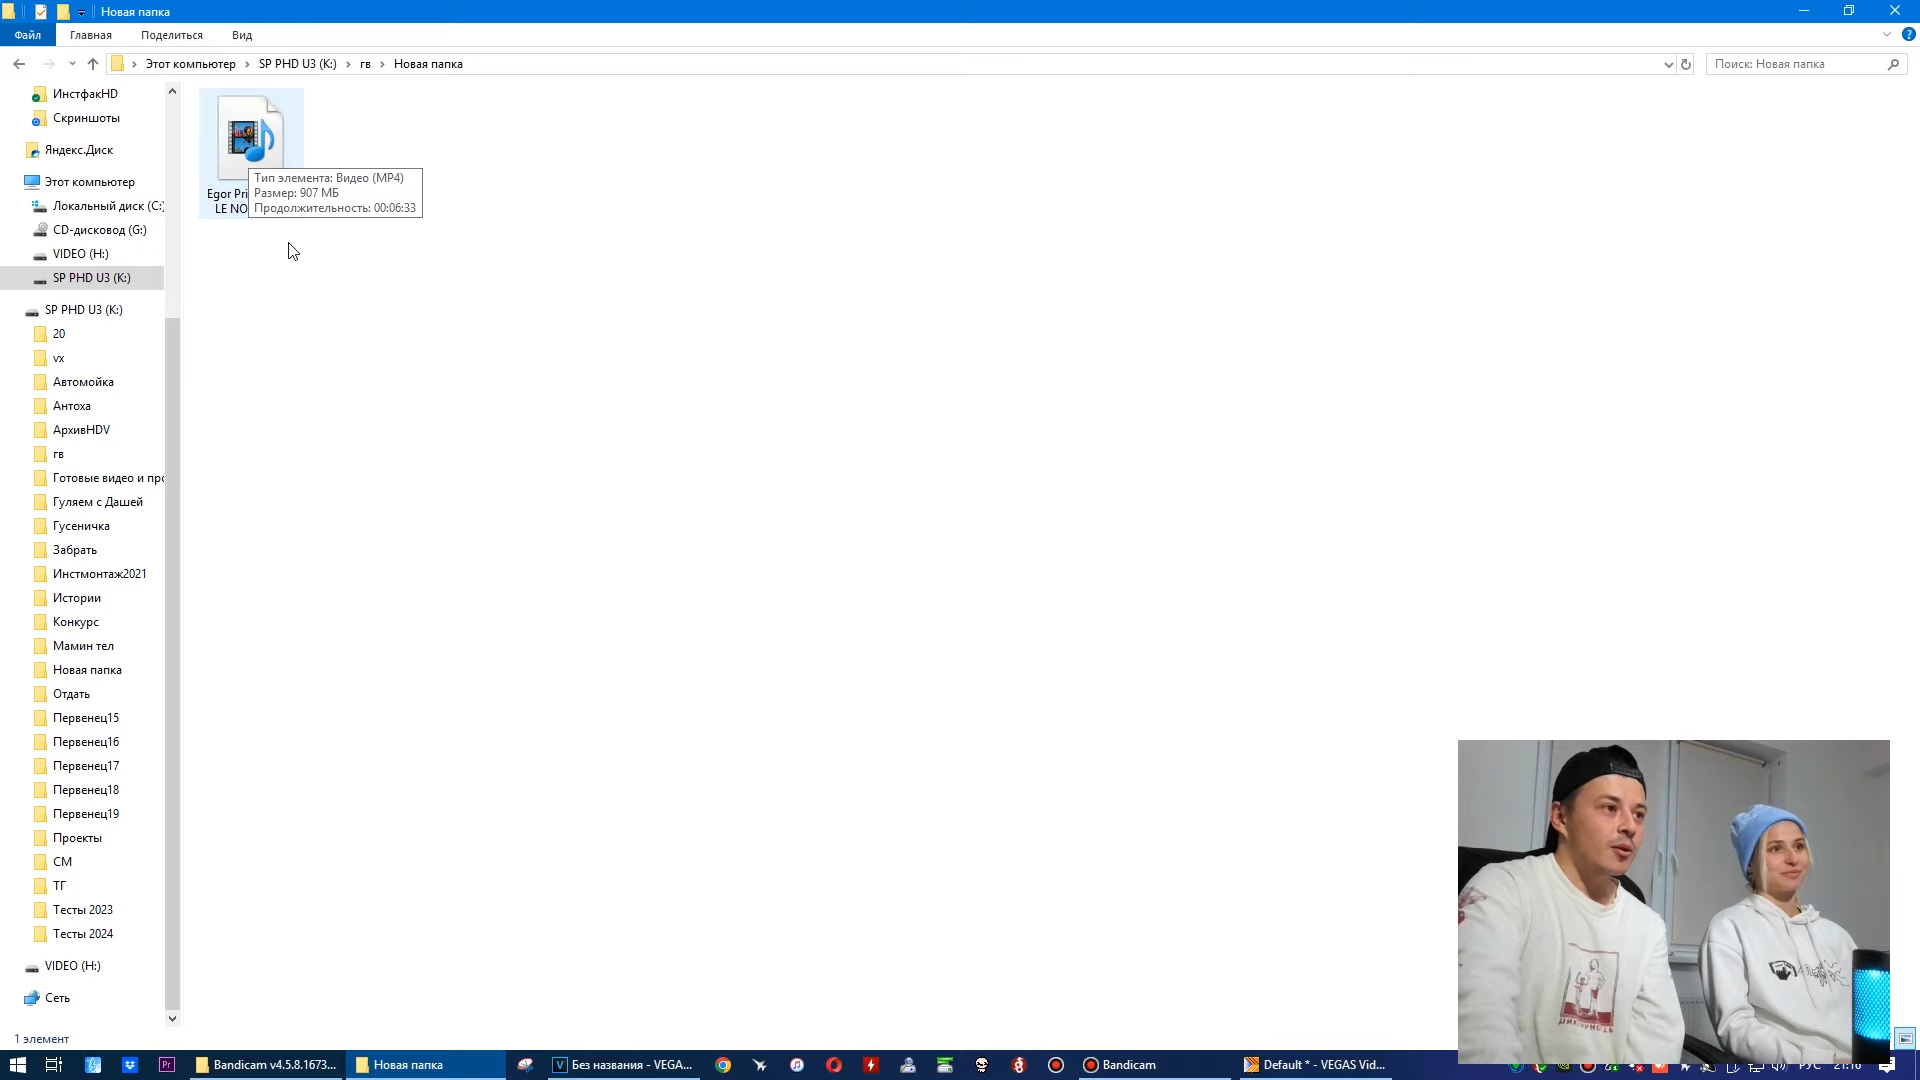 Новая папка
Файл
Главная
Поделиться
Вид
Этот компьютер
SP PHD U3 (K:)
гв
Новая папка
Поиск: Новая папка
ИнстфакHD
Скриншоты
Яндекс.Диск
Этот компьютер
Локальный диск (C:)
CD-дисковод (G:)
VIDEO (H:)
SP PHD U3 (K:)
SP PHD U3 (K:)
20
vx
Автомойка
Антоха
АрхивHDV
гв
Готовые видео и про
Гуляем с Дашей
Гусеничка
Забрать
Инстмонтаж2021
Истории
Конкурс
Мамин тел
Новая папка
Отдать
Первенец15
Первенец16
Первенец17
Первенец18
Первенец19
Проекты
СМ
ТГ
Тесты 2023
Тесты 2024
VIDEO (H:)
Сеть
Egor Pri
LE NO
Тип элемента: Видео (MP4)
Размер: 907 МБ
Продолжительность: 00:06:33
1 элемент
Bandicam v4.5.8.1673...
Новая папка
Без названия - VEGA...
Bandicam
Default * - VEGAS Vid...
РУС
21:16